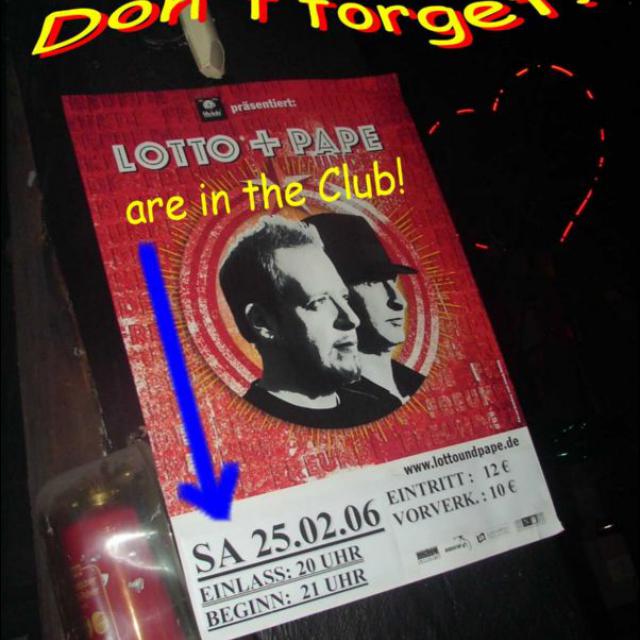 Don't forget!
präsentiert:
LOTTO + PAPE
are in the Club!
www.lottoundpape.de
SA 25.02.06
EINTRITT: 12 €
EINLASS: 20 UHR
VORVERK.: 10 €
BEGINN: 21 UHR